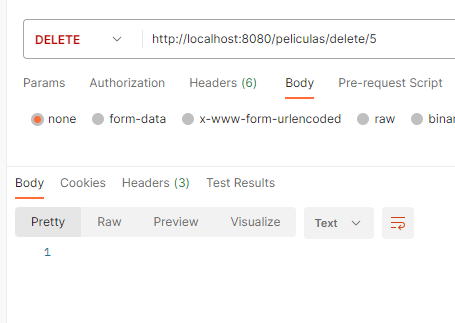 DELETE http://localhost:8080/peliculas/delete/5
Params Authorization Headers (6) Body Pre-request Script
none form-data x-www-form-urlencoded raw binar
Body Cookies Headers (3) Test Results
Pretty Raw Preview Visualize Text
1